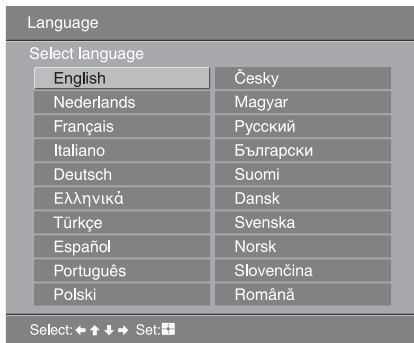 Language
Select language
English
Nederlands
Français
Italiano
Deutsch
Ελληνικά
Türkçe
Español
Português
Polski
Česky
Magyar
Русский
Български
Suomi
Dansk
Svenska
Norsk
Slovenčina
Română
Select: ← ↑ ↓ → Set: